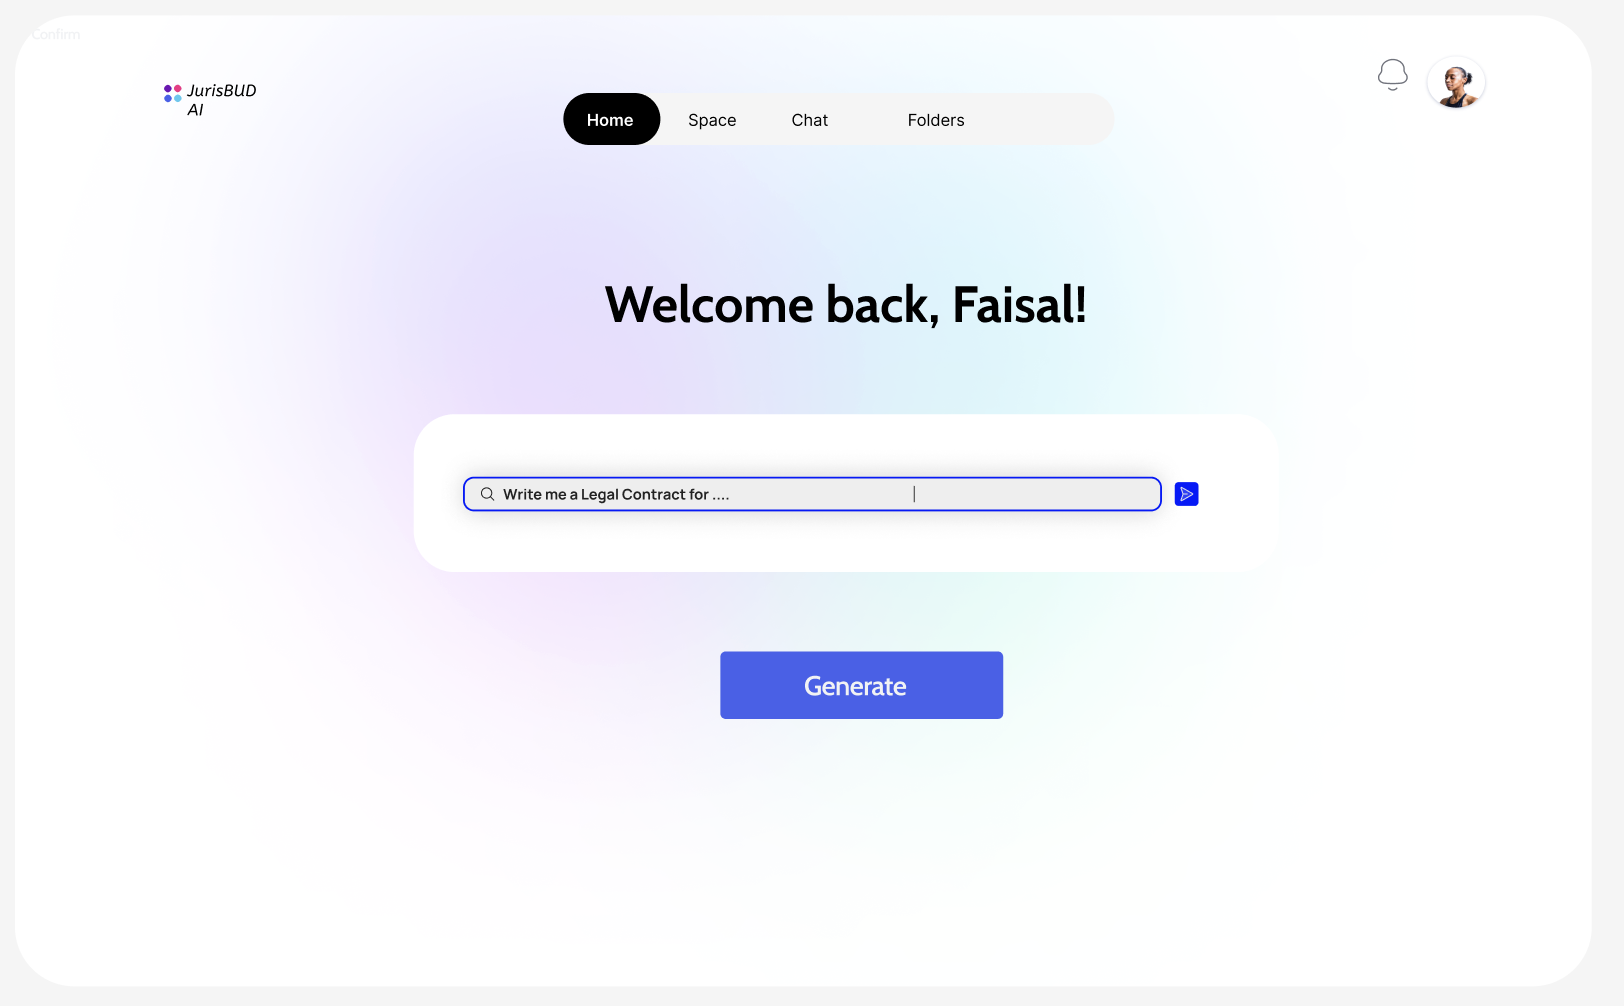 Confirm
JurisBUD
AI
Home
Space
Chat
Folders
Welcome back, Faisal!
Write me a Legal Contract for ....
Generate